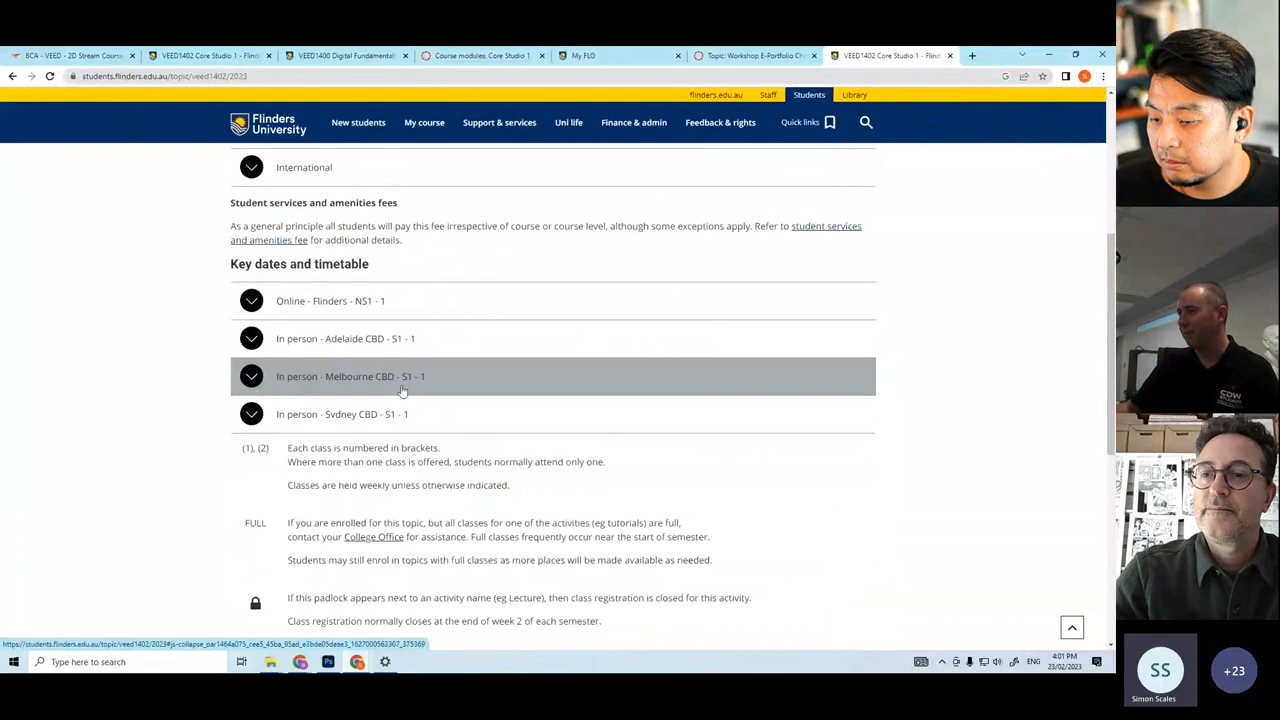 BCA - VEED - 2D Stream Cours
VEED1402 Core Studio 1 - Flind
VEED1400 Digital Fundamental
Course modules: Core Studio 1
My FLO
Topic: Workshop E-Portfolio Ch
VEED1402 Core Studio 1 - Flin
students.flinders.edu.au/topic/veed1402/2023
flinders.edu.au
Staff
Students
Library
Flinders
University
New students
My course
Support & services
Uni life
Finance & admin
Feedback & rights
Quick links
International
Student services and amenities fees
As a general principle all students will pay this fee irrespective of course or course level, although some exceptions apply. Refer to student services
and amenities fee for additional details.
Key dates and timetable
Online - Flinders - NS1 - 1
In person - Adelaide CBD - S1 - 1
In person - Melbourne CBD - S1 - 1
In person - Sydney CBD - S1 - 1
(1), (2) Each class is numbered in brackets.
Where more than one class is offered, students normally attend only one.
Classes are held weekly unless otherwise indicated.
FULL If you are enrolled for this topic, but all classes for one of the activities (eg tutorials) are full,
contact your College Office for assistance. Full classes frequently occur near the start of semester.
Students may still enrol in topics with full classes as more places will be made available as needed.
If this padlock appears next to an activity name (eg Lecture), then class registration is closed for this activity.
Class registration normally closes at the end of week 2 of each semester.
Type here to search
Ps
ENG
4:01 PM
23/02/2023
CDW
SS
Simon Scales
+23